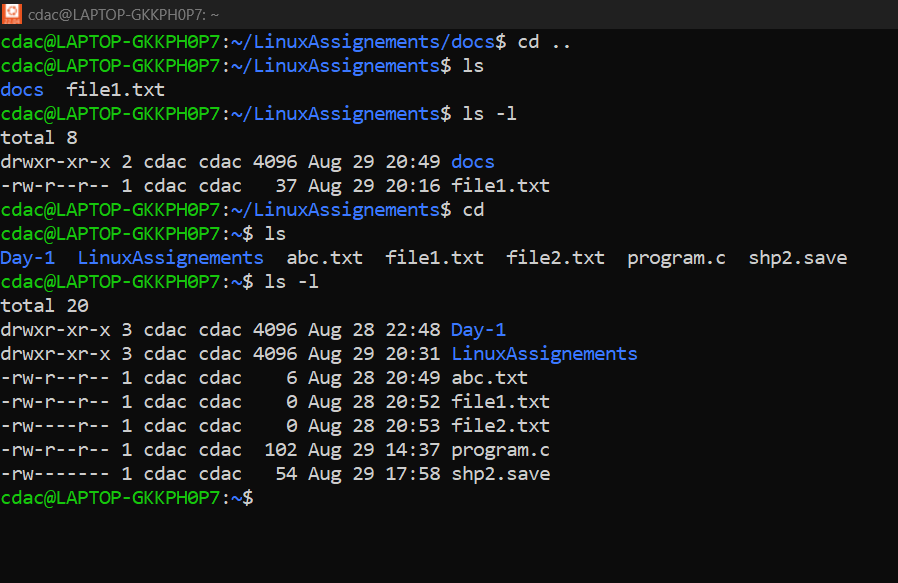 cdac@LAPTOP-GKKPH0P7: ~
cdac@LAPTOP-GKKPH0P7:~/LinuxAssignements/docs$ cd ..
cdac@LAPTOP-GKKPH0P7:~/LinuxAssignements$ ls
docs  file1.txt
cdac@LAPTOP-GKKPH0P7:~/LinuxAssignements$ ls -l
total 8
drwxr-xr-x 2 cdac cdac 4096 Aug 29 20:49 docs
-rw-r--r-- 1 cdac cdac   37 Aug 29 20:16 file1.txt
cdac@LAPTOP-GKKPH0P7:~/LinuxAssignements$ cd
cdac@LAPTOP-GKKPH0P7:~$ ls
Day-1  LinuxAssignements  abc.txt  file1.txt  file2.txt  program.c  shp2.save
cdac@LAPTOP-GKKPH0P7:~$ ls -l
total 20
drwxr-xr-x 3 cdac cdac 4096 Aug 28 22:48 Day-1
drwxr-xr-x 3 cdac cdac 4096 Aug 29 20:31 LinuxAssignements
-rw-r--r-- 1 cdac cdac    6 Aug 28 20:49 abc.txt
-rw-r--r-- 1 cdac cdac    0 Aug 28 20:52 file1.txt
-rw----r-- 1 cdac cdac    0 Aug 28 20:53 file2.txt
-rw-r--r-- 1 cdac cdac  102 Aug 29 14:37 program.c
-rw------- 1 cdac cdac   54 Aug 29 17:58 shp2.save
cdac@LAPTOP-GKKPH0P7:~$